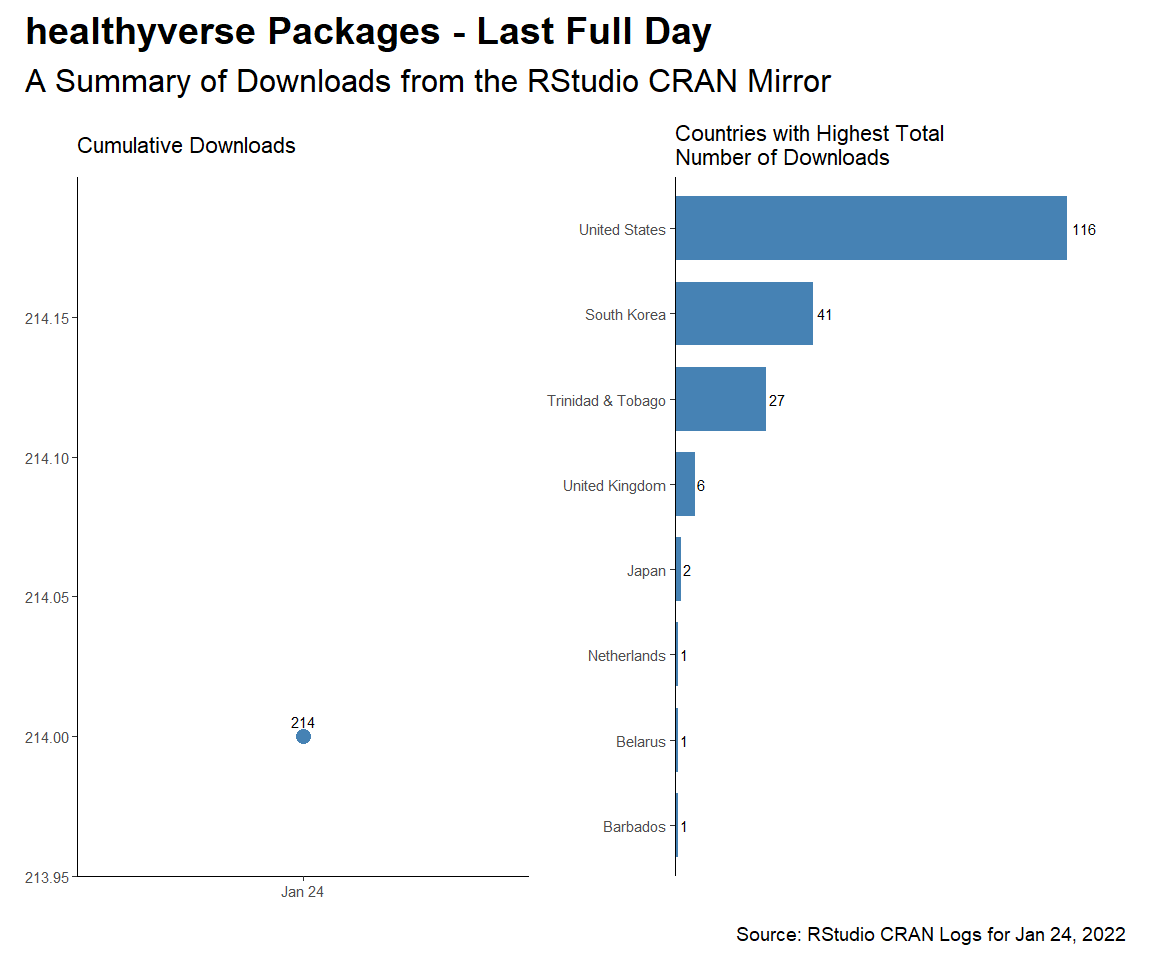 healthyverse Packages - Last Full Day
A Summary of Downloads from the RStudio CRAN Mirror
Cumulative Downloads
214.15
214.10
214.05
214.00
213.95
214
Jan 24
Countries with Highest Total
Number of Downloads
United States 116
South Korea 41
Trinidad & Tobago 27
United Kingdom 6
Japan 2
Netherlands 1
Belarus 1
Barbados 1
Source: RStudio CRAN Logs for Jan 24, 2022